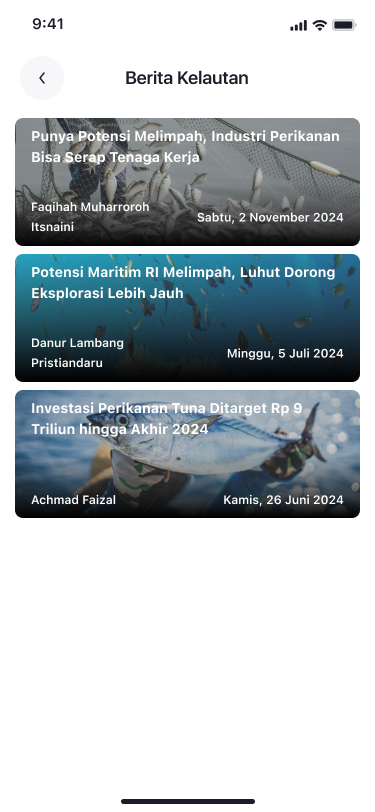 9:41
Berita Kelautan
Punya Potensi Melimpah, Industri Perikanan
Bisa Serap Tenaga Kerja
Faqihah Muharroroh
Itsnaini
Sabtu, 2 November 2024
Potensi Maritim RI Melimpah, Luhut Dorong
Eksplorasi Lebih Jauh
Danur Lambang
Pristiandaru
Minggu, 5 Juli 2024
Investasi Perikanan Tuna Ditarget Rp 9
Triliun hingga Akhir 2024
Achmad Faizal
Kamis, 26 Juni 2024